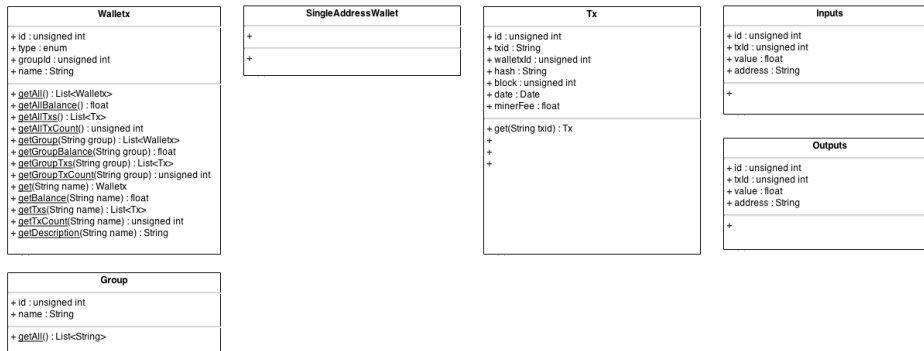 Walletx
+ id : unsigned int
+ type : enum
+ groupId : unsigned int
+ name : String
+ getAll() : List<Walletx>
+ getAllBalance() : float
+ getAllTxs() : List<Tx>
+ getAllTxCount() : unsigned int
+ getGroup(String group) : List<Walletx>
+ getGroupBalance(String group) : float
+ getGroupTxs(String group) : List<Tx>
+ getGroupTxCount(String group) : unsigned int
+ get(String name) : Walletx
+ getBalance(String name) : float
+ getTxs(String name) : List<Tx>
+ getTxCount(String name) : unsigned int
+ getDescription(String name) : String
SingleAddressWallet
+
+
Tx
+ id : unsigned int
+ txid : String
+ walletxId : unsigned int
+ hash : String
+ block : unsigned int
+ date : Date
+ minerFee : float
+ get(String txid) : Tx
+
+
+
Inputs
+ id : unsigned int
+ txId : unsigned int
+ value : float
+ address : String
+
Outputs
+ id : unsigned int
+ txId : unsigned int
+ value : float
+ address : String
+
Group
+ id : unsigned int
+ name : String
+ getAll() : List<String>